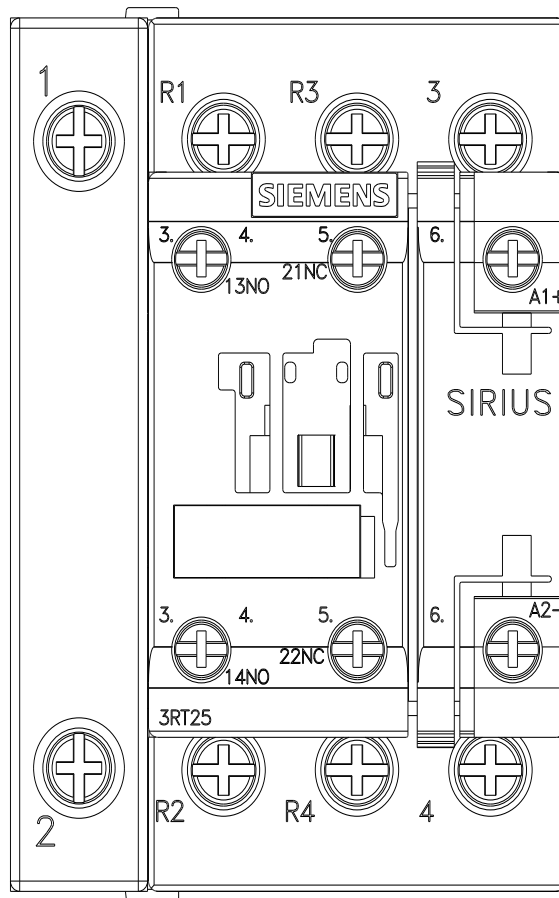 1 R1 R3 3
SIEMENS
3. 4. 5. 6.
13NO 21NC A1+
SIRIUS
3. 4. 5. 6. A2-
14NO 22NC
3RT25
2 R2 R4 4